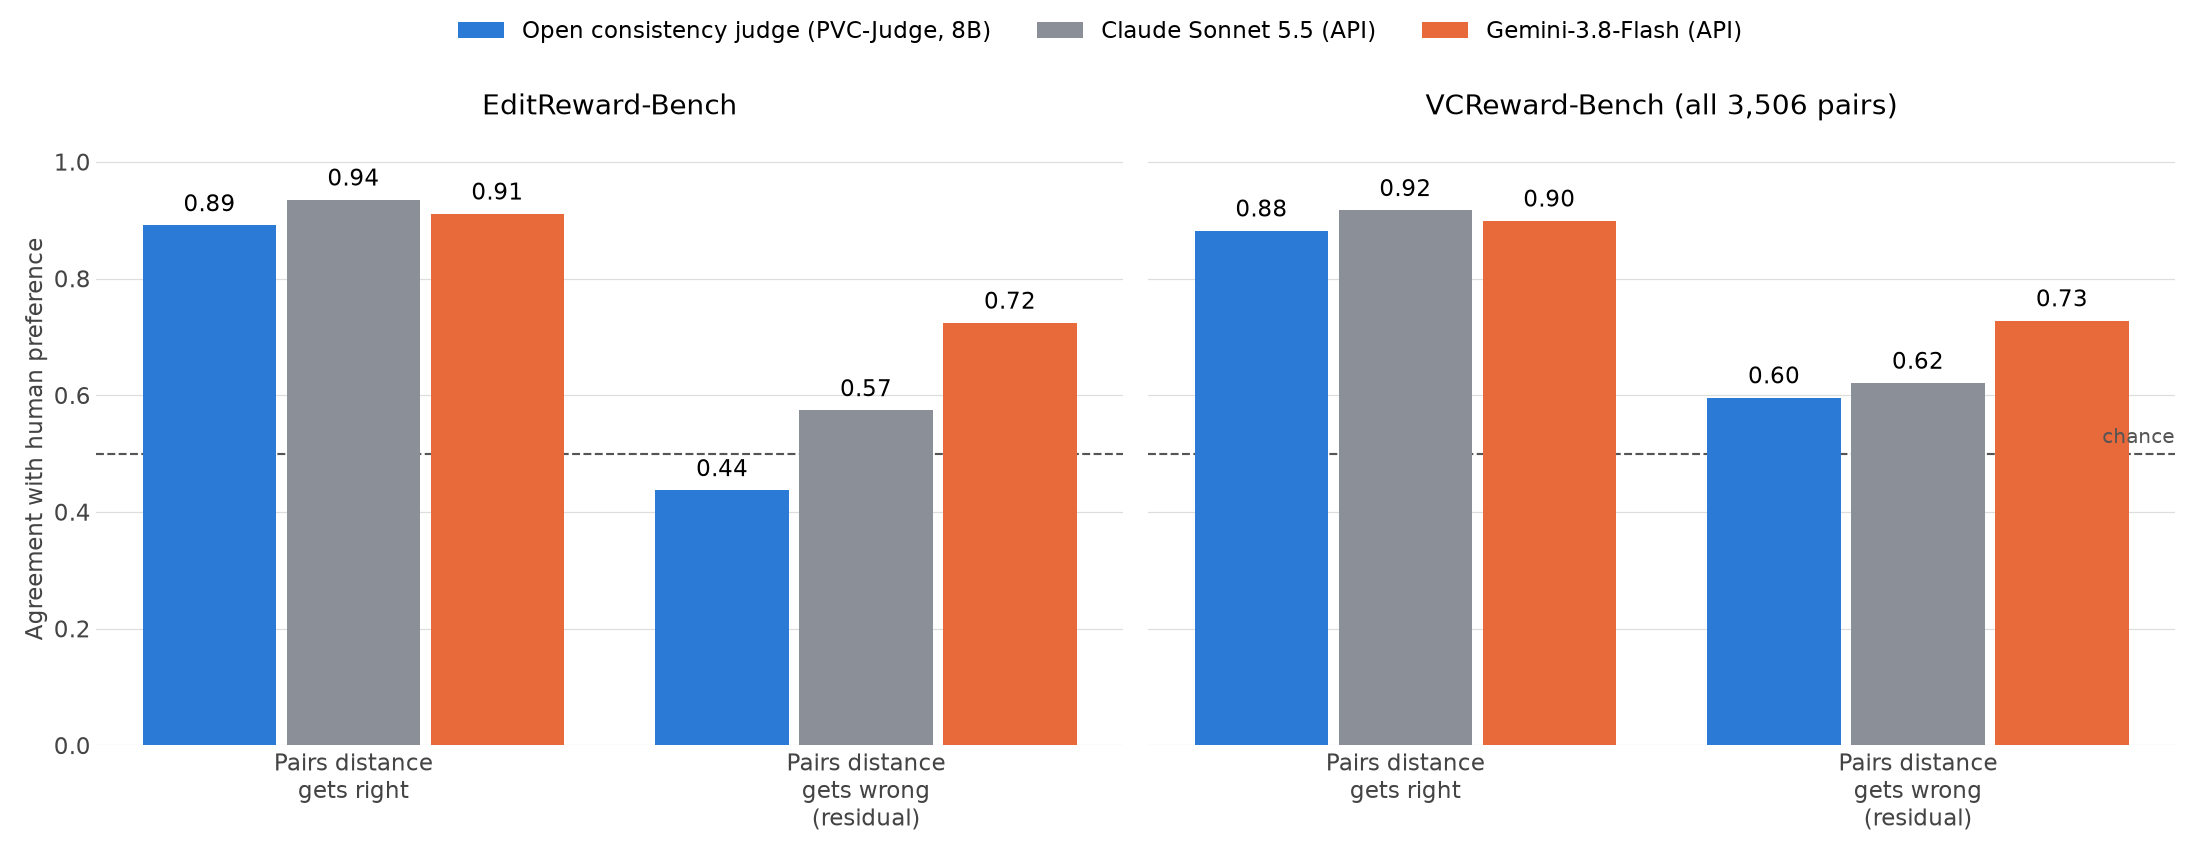 Open consistency judge (PVC-Judge, 8B)
Claude Sonnet 5.5 (API)
Gemini-3.8-Flash (API)
EditReward-Bench
VCReward-Bench (all 3,506 pairs)
Agreement with human preference
1.0
0.8
0.6
0.4
0.2
0.0
0.89
0.94
0.91
0.44
0.57
0.72
0.88
0.92
0.90
0.60
0.62
0.73
chance
Pairs distance
gets right
Pairs distance
gets wrong
(residual)
Pairs distance
gets right
Pairs distance
gets wrong
(residual)